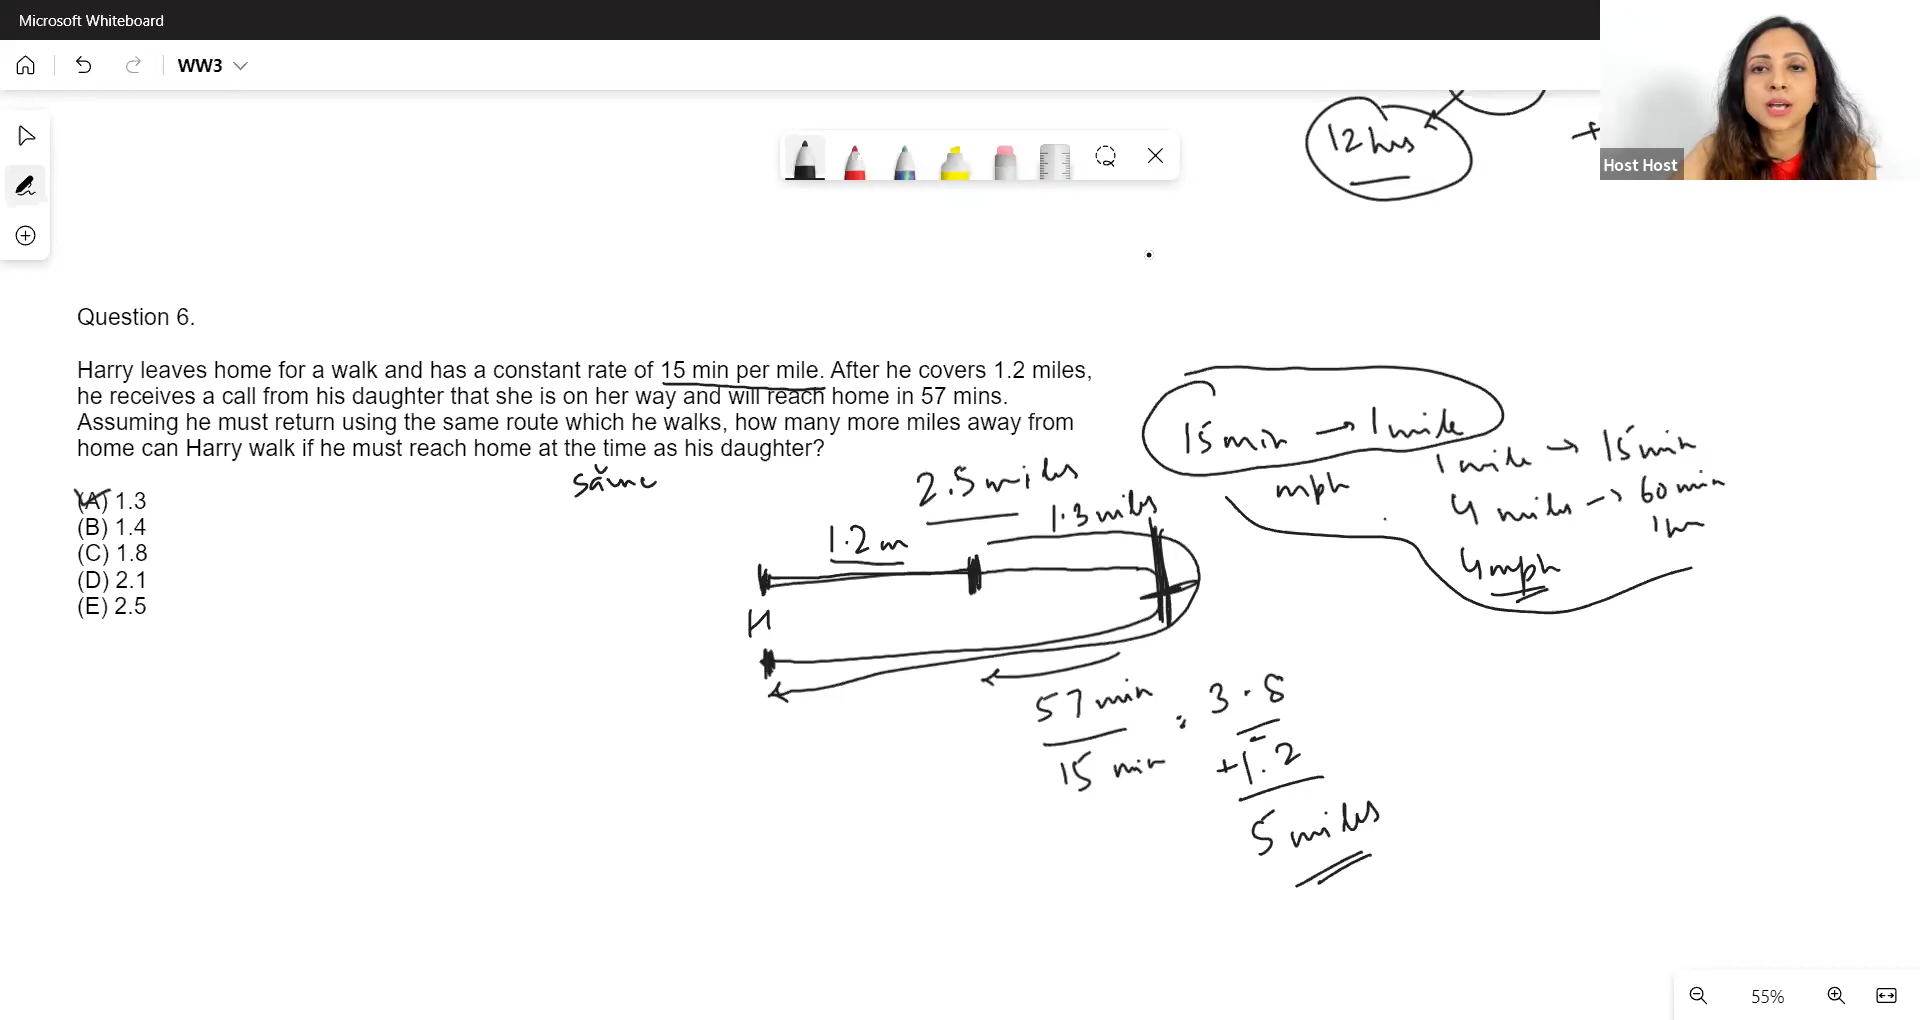 Microsoft Whiteboard
WW3
12 hrs
+
Host Host
Question 6.
Harry leaves home for a walk and has a constant rate of 15 min per mile. After he covers 1.2 miles,
he receives a call from his daughter that she is on her way and will reach home in 57 mins.
Assuming he must return using the same route which he walks, how many more miles away from
home can Harry walk if he must reach home at the time as his daughter?
same
(A) 1.3
(B) 1.4
(C) 1.8
(D) 2.1
(E) 2.5
2.5 miles
1.2 m
1.3 miles
H
57 min
15 min
: 3.8
+1.2
5 miles
15 min → 1 mile
mph
1 mile → 15 min
4 miles → 60 min
1 hr
4 mph
55%